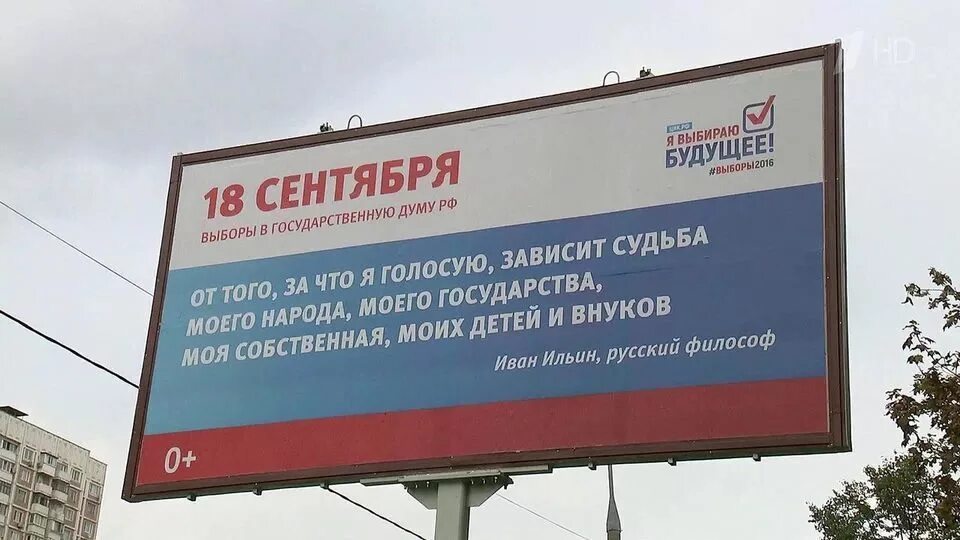 HD
ЦИК.РФ
Я ВЫБИРАЮ
БУДУЩЕЕ!
#ВЫБОРЫ2016
18 СЕНТЯБРЯ
ВЫБОРЫ В ГОСУДАРСТВЕННУЮ ДУМУ РФ
ОТ ТОГО, ЗА ЧТО Я ГОЛОСУЮ, ЗАВИСИТ СУДЬБА
МОЕГО НАРОДА, МОЕГО ГОСУДАРСТВА,
МОЯ СОБСТВЕННАЯ, МОИХ ДЕТЕЙ И ВНУКОВ
Иван Ильин, русский философ
0+